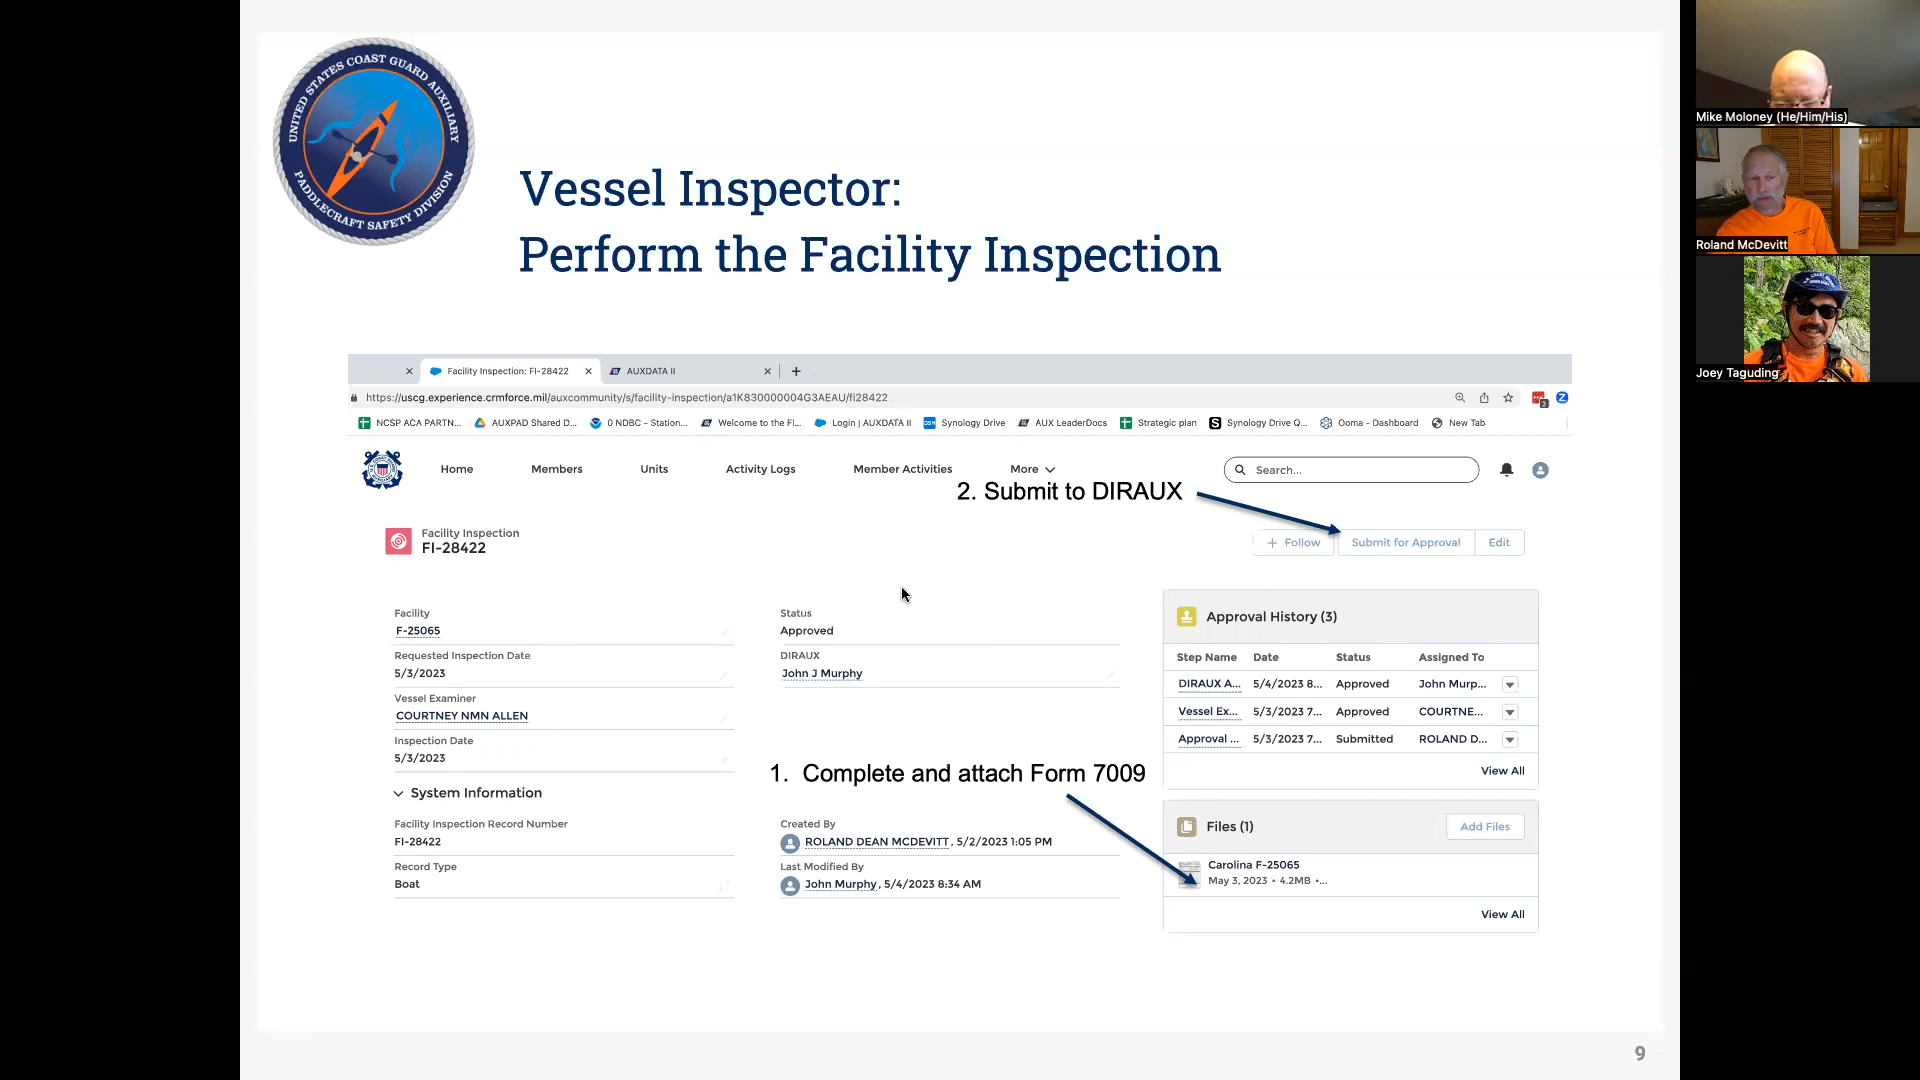 UNITED STATES COAST GUARD AUXILIARY
PADDLECRAFT SAFETY DIVISION
Vessel Inspector:
Perform the Facility Inspection
Facility Inspection: FI-28422
AUXDATA II
https://uscg.experience.crmforce.mil/auxcommunity/s/facility-inspection/a1K830000004G3AEAU/fi28422
2
NCSP ACA PARTN... AUXPAD Shared D... 0 NDBC - Station... Welcome to the Fl... Login | AUXDATA II Synology Drive AUX LeaderDocs Strategic plan Synology Drive Q... Ooma - Dashboard New Tab
Home Members Units Activity Logs Member Activities More Search...
2. Submit to DIRAUX
Facility Inspection
FI-28422
+ Follow Submit for Approval Edit
Facility
F-25065
Requested Inspection Date
5/3/2023
Vessel Examiner
COURTNEY NMN ALLEN
Inspection Date
5/3/2023
System Information
Facility Inspection Record Number
FI-28422
Record Type
Boat
Status
Approved
DIRAUX
John J Murphy
1. Complete and attach Form 7009
Created By
ROLAND DEAN MCDEVITT, 5/2/2023 1:05 PM
Last Modified By
John Murphy, 5/4/2023 8:34 AM
Approval History (3)
Step Name Date Status Assigned To
DIRAUX A... 5/4/2023 8... Approved John Murp...
Vessel Ex... 5/3/2023 7... Approved COURTNE...
Approval ... 5/3/2023 7... Submitted ROLAND D...
View All
Files (1)
Add Files
Carolina F-25065
May 3, 2023 • 4.2MB •...
View All
9
Mike Moloney (He/Him/His)
Roland McDevitt
Joey Taguding